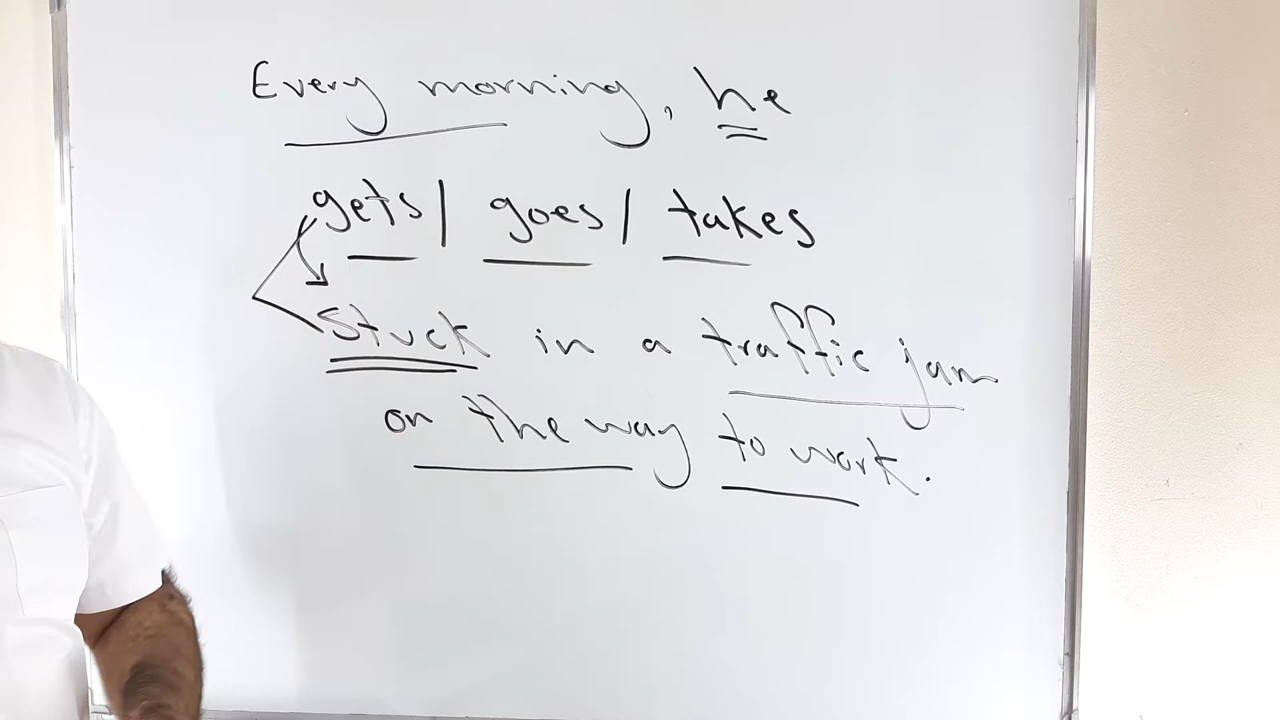 Every morning, he
gets/ goes/ takes
stuck in a traffic jam
on the way to work.